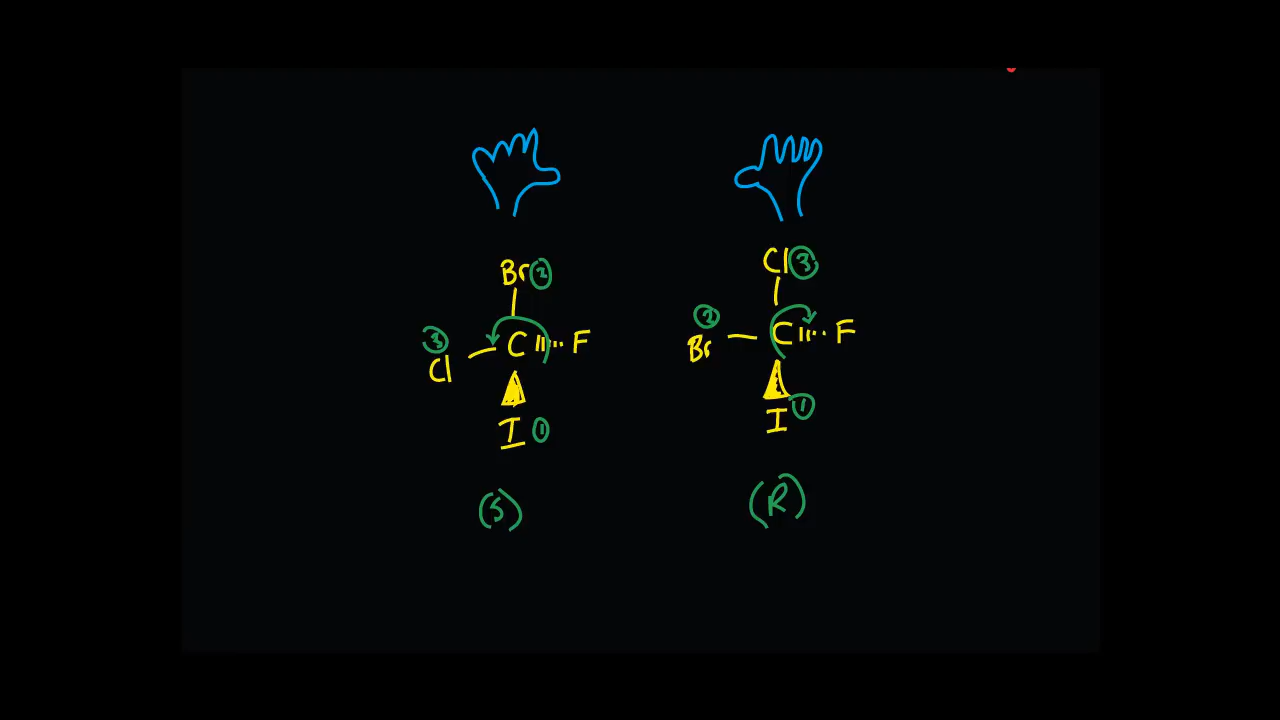 Br ②
③
Cl C F
I ①
(S)
Cl ③
②
Br C F
I ①
(R)